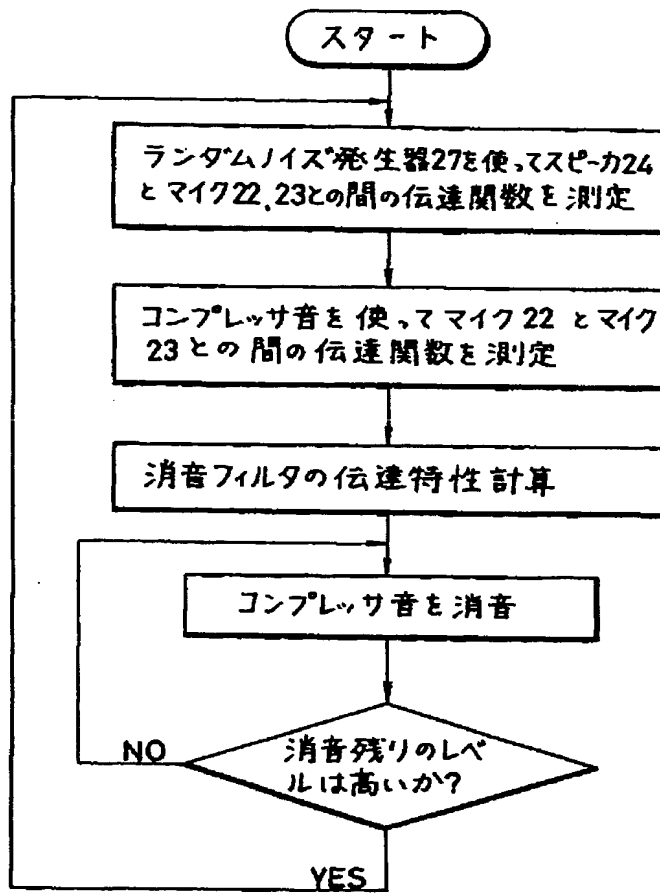 スタート
ランダムノイズ発生器27を使ってスピーカ24
とマイク22,23との間の伝達関数を測定
コンプレッサ音を使ってマイク22とマイク
23との間の伝達関数を測定
消音フィルタの伝達特性計算
コンプレッサ音を消音
消音残りのレベ
ルは高いか?
NO
YES